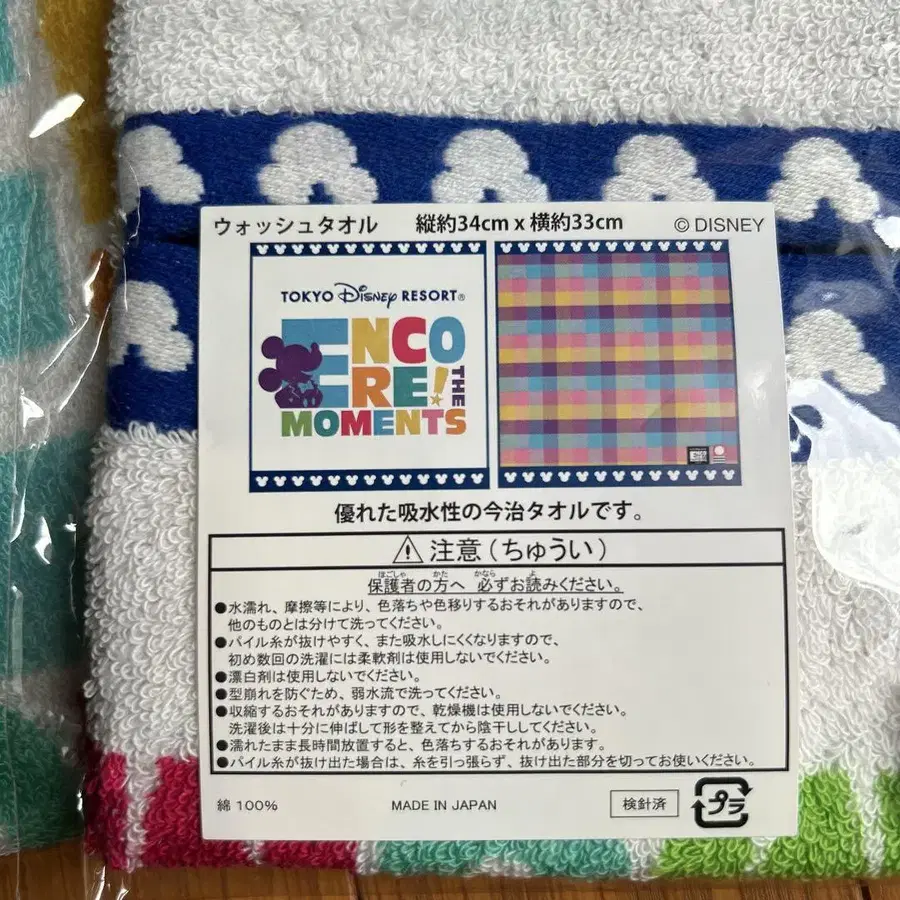 ウォッシュタオル 縦約34cm x 横約33cm © DISNEY
TOKYO Disney RESORT®
ENCO
RE!
THE
MOMENTS
優れた吸水性の今治タオルです。
⚠ 注意(ちゅうい)
ほごしゃ かた かなら よ
保護者の方へ 必ずお読みください。
●水濡れ、摩擦等により、色落ちや色移りするおそれがありますので、
他のものとは分けて洗ってください。
●パイル糸が抜けやすく、また吸水しにくくなりますので、
初め数回の洗濯には柔軟剤は使用しないでください。
●漂白剤は使用しないでください。
●型崩れを防ぐため、弱水流で洗ってください。
●収縮するおそれがありますので、乾燥機は使用しないでください。
洗濯後は十分に伸ばして形を整えてから陰干ししてください。
●濡れたまま長時間放置すると、色落ちするおそれがあります。
●パイル糸が抜け出た場合は、糸を引っ張らず、抜け出た部分を切ってお使いください。
綿 100% MADE IN JAPAN 検針済 プラ